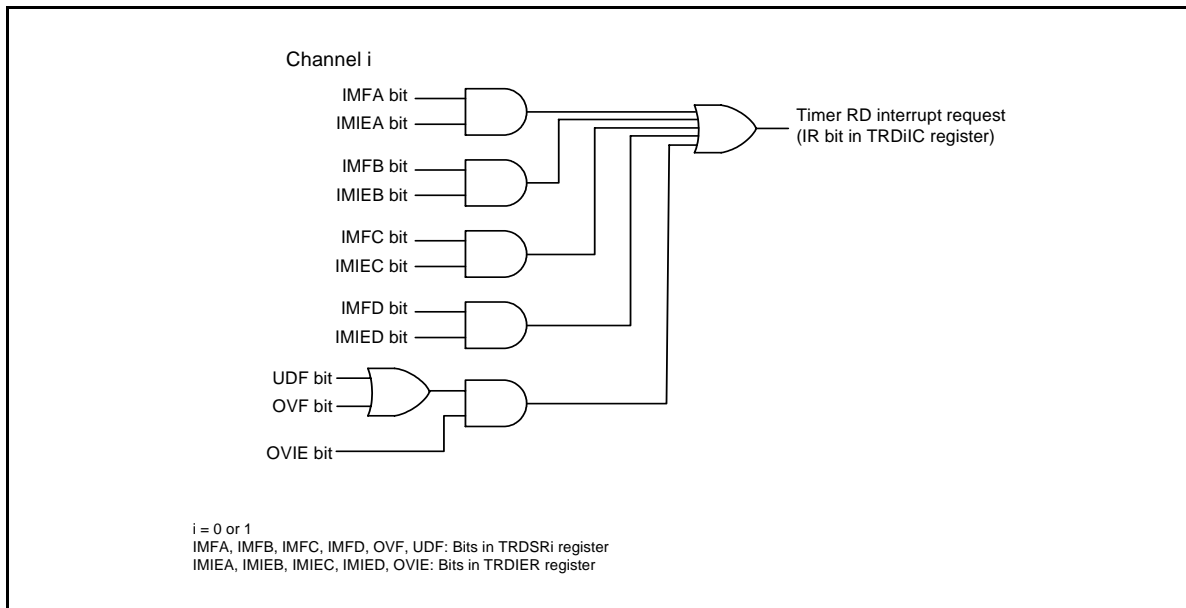 Channel i
IMFA bit
IMIEA bit
IMFB bit
IMIEB bit
IMFC bit
IMIEC bit
IMFD bit
IMIED bit
UDF bit
OVF bit
OVIE bit
Timer RD interrupt request
(IR bit in TRDiIC register)
i = 0 or 1
IMFA, IMFB, IMFC, IMFD, OVF, UDF: Bits in TRDSRi register
IMIEA, IMIEB, IMIEC, IMIED, OVIE: Bits in TRDIER register